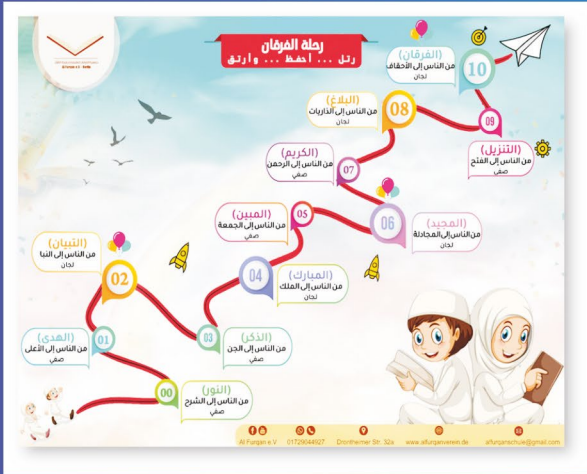 رحلة الفرقان
رتل ... احفظ ... وارتق
10
(الفرقان)
من الناس إلى الأحقاف
لجان
09
(التنزيل)
من الناس إلى الفتح
صفي
08
(البلاغ)
من الناس إلى الذاريات
لجان
07
(الكريم)
من الناس إلى الرحمن
صفي
06
(المجيد)
من الناس إلى المجادلة
لجان
05
(المبين)
من الناس إلى الجمعة
صفي
04
(المبارك)
من الناس إلى الملك
لجان
03
(الذكر)
من الناس إلى الجن
صفي
02
(التبيان)
من الناس إلى النبا
لجان
01
(الهدى)
من الناس إلى الأعلى
صفي
00
(النور)
من الناس إلى الشرح
صفي
Al Furqan e.V
01729044927
Drontheimer Str. 32a
www.alfurqanverein.de
alfurqanschule@gmail.com